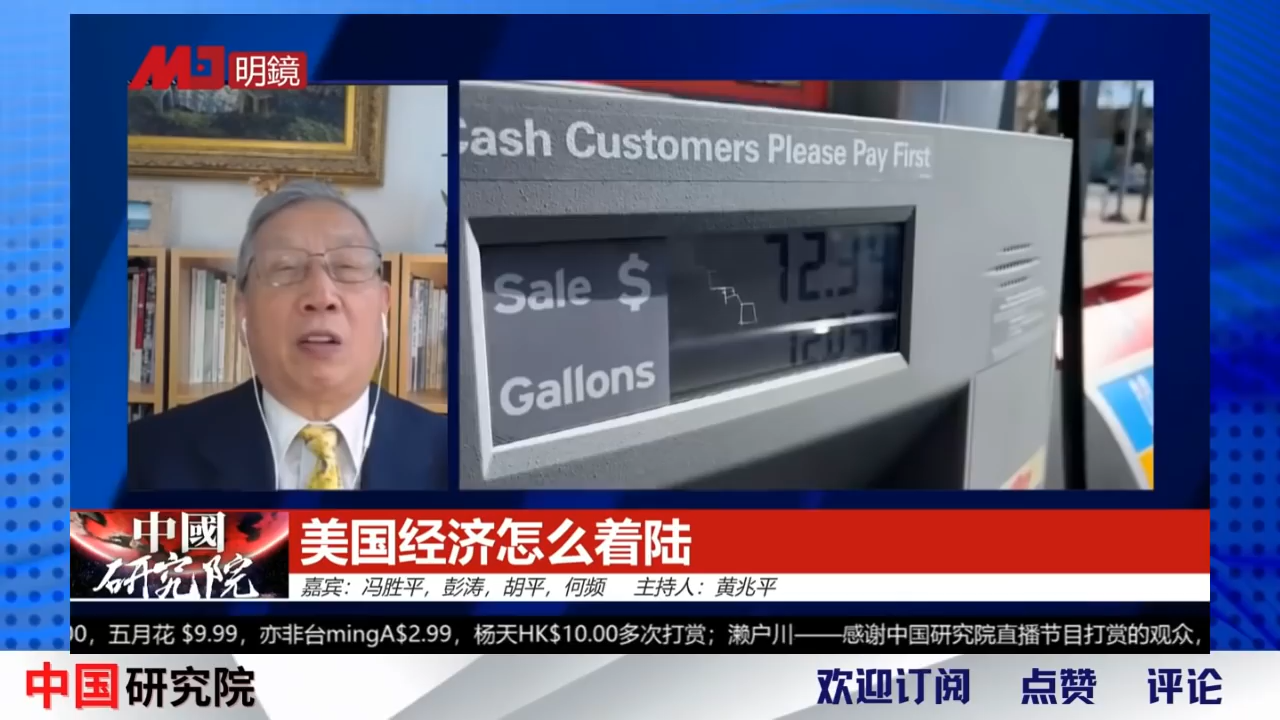 明鏡
Cash Customers Please Pay First
Sale $
72.3
Gallons
中國
研究院
美国经济怎么着陆
嘉宾：冯胜平，彭涛，胡平，何频 主持人：黄兆平
00，五月花 $9.99，亦非台mingA$2.99，杨天HK$10.00多次打赏；濑户川——感谢中国研究院直播节目打赏的观众，
中国研究院
欢迎订阅 点赞 评论